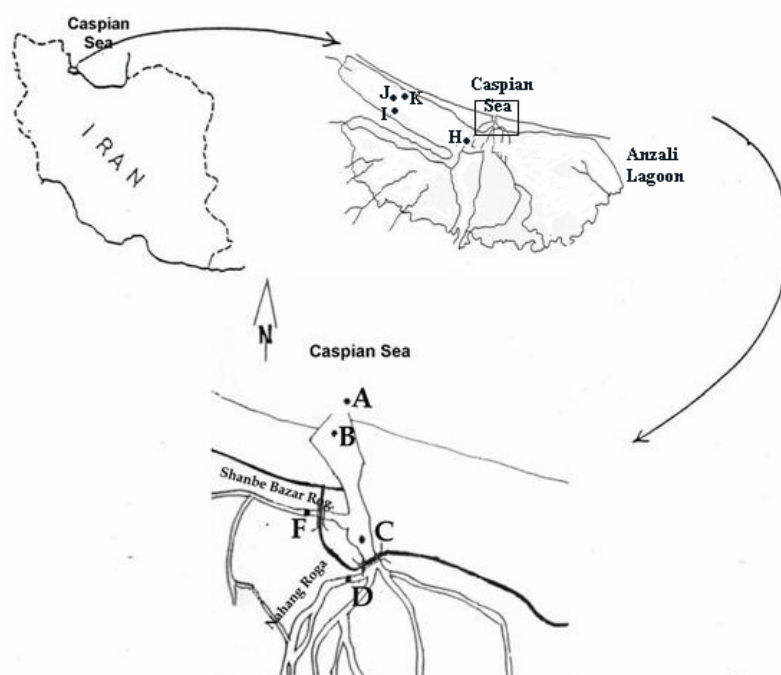 Caspian
Sea
IRAN
J
K
I
H
Caspian
Sea
Anzali
Lagoon
N
Caspian Sea
A
B
Shanbe Bazar Rog.
F
C
Nahang Roga
D